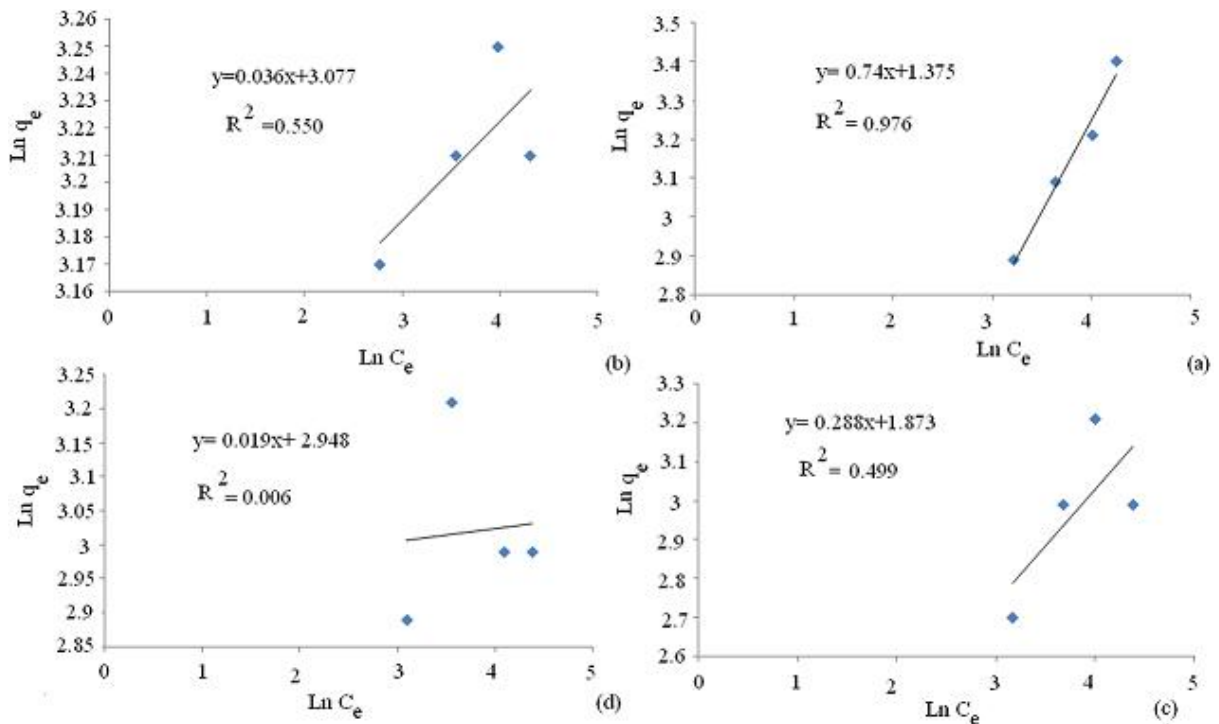 3.26
3.25
3.24
3.23
3.22
3.21
3.2
3.19
3.18
3.17
3.16
Ln qe
y=0.036x+3.077
R2 =0.550
0 1 2 3 4 5
Ln Ce
(b)
3.5
3.4
3.3
3.2
3.1
3
2.9
2.8
Ln qe
y= 0.74x+1.375
R2= 0.976
0 1 2 3 4 5
Ln Ce
(a)
3.25
3.2
3.15
3.1
3.05
3
2.95
2.9
2.85
Ln qe
y= 0.019x+ 2.948
R2= 0.006
0 1 2 3 4 5
Ln Ce
(d)
3.3
3.2
3.1
3
2.9
2.8
2.7
2.6
Ln qe
y= 0.288x+1.873
R2= 0.499
0 1 2 3 4 5
Ln Ce
(c)